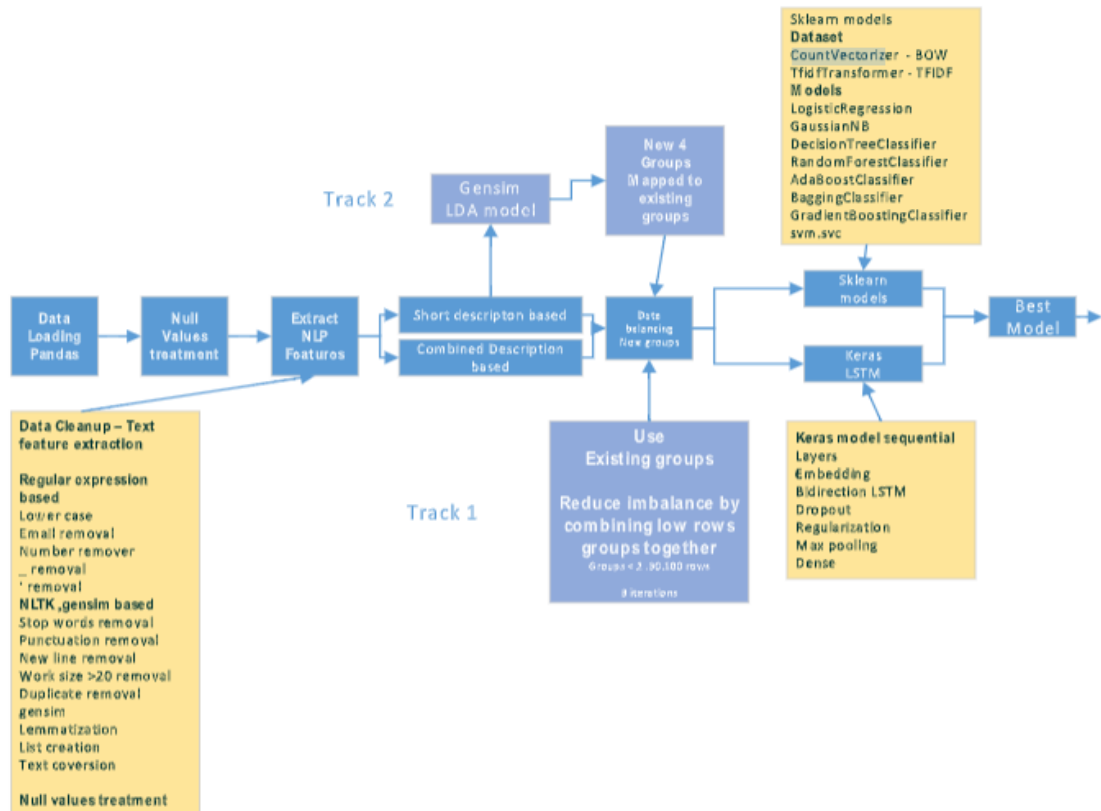 Sklearn models
Dataset
CountVectorizer - BOW
TfidfTransformer - TFIDF
Models
LogisticRegression
GaussianNB
DecisionTreeClassifier
RandomForestClassifier
AdaBoostClassifier
BaggingClassifier
GradientBoostingClassifier
svm.svc
New 4
Groups
Mapped to
existing
groups
Track 2
Gensim
LDA model
Data
Loading
Pandas
Null
Values
treatment
Extract
NLP
Features
Short descripton based
Combined Description
based
Data
balancing
New groups
Sklearn
models
Keras
LSTM
Best
Model
Data Cleanup – Text
feature extraction
Regular expression
based
Lower case
Email removal
Number remover
_ removal
' removal
NLTK ,gensim based
Stop words removal
Punctuation removal
New line removal
Work size >20 removal
Duplicate removal
gensim
Lemmatization
List creation
Text coversion
Null values treatment
Track 1
Use
Existing groups
Reduce imbalance by
combining low rows
groups together
Groups < rows
iterations
Keras model sequential
Layers
Embedding
Bidirection LSTM
Dropout
Regularization
Max pooling
Dense